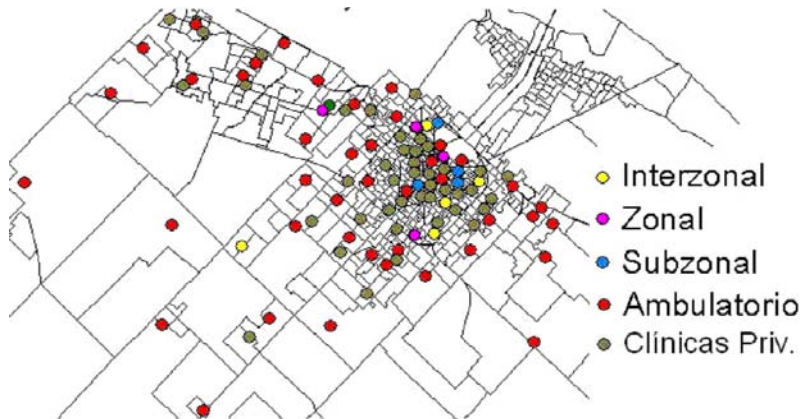 Interzonal
Zonal
Subzonal
Ambulatorio
Clínicas Priv.